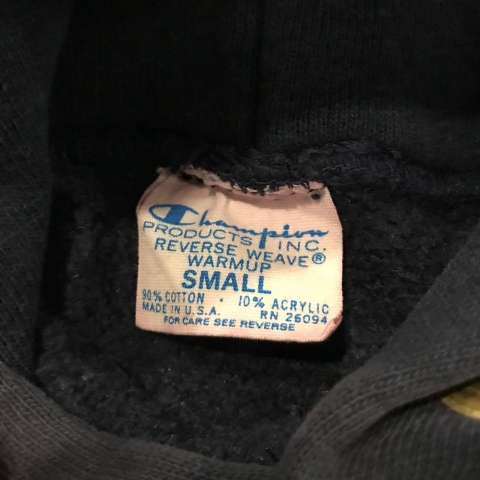 Champion
PRODUCTS INC.
REVERSE WEAVE®
WARMUP
SMALL
90% COTTON · 10% ACRYLIC
MADE IN U.S.A. RN 26094
FOR CARE SEE REVERSE